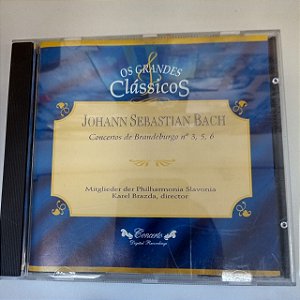 OS GRANDES
Clássicos
JOHANN SEBASTIAN BACH
Concertos de Brandeburgo nº 3, 5, 6
Mitglieder der Philharmonia Slavonia
Karel Brazda, director
Concerto
Digital Recordings